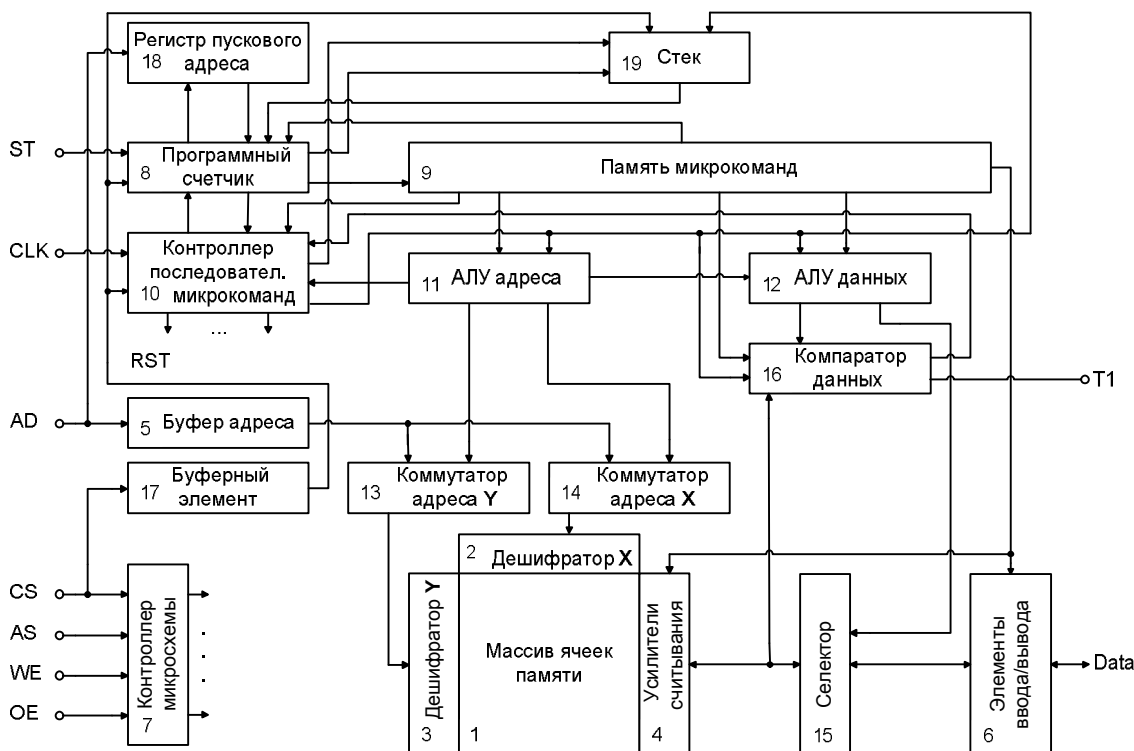 Регистр пускового
адреса
18
Стек
19
ST
Программный
счетчик
8
Память микрокоманд
9
CLK
Контроллер
последовател.
микрокоманд
10
АЛУ адреса
11
АЛУ данных
12
...
RST
Компаратор
данных
16
T1
AD
Буфер адреса
5
Буферный
элемент
17
Коммутатор
адреса Y
13
Коммутатор
адреса X
14
2
Дешифратор X
CS
AS
WE
OE
Контроллер
микросхемы
7
Дешифратор Y
3
Массив ячеек
памяти
1
Усилители
считывания
4
Селектор
15
Элементы
ввода/вывода
6
Data